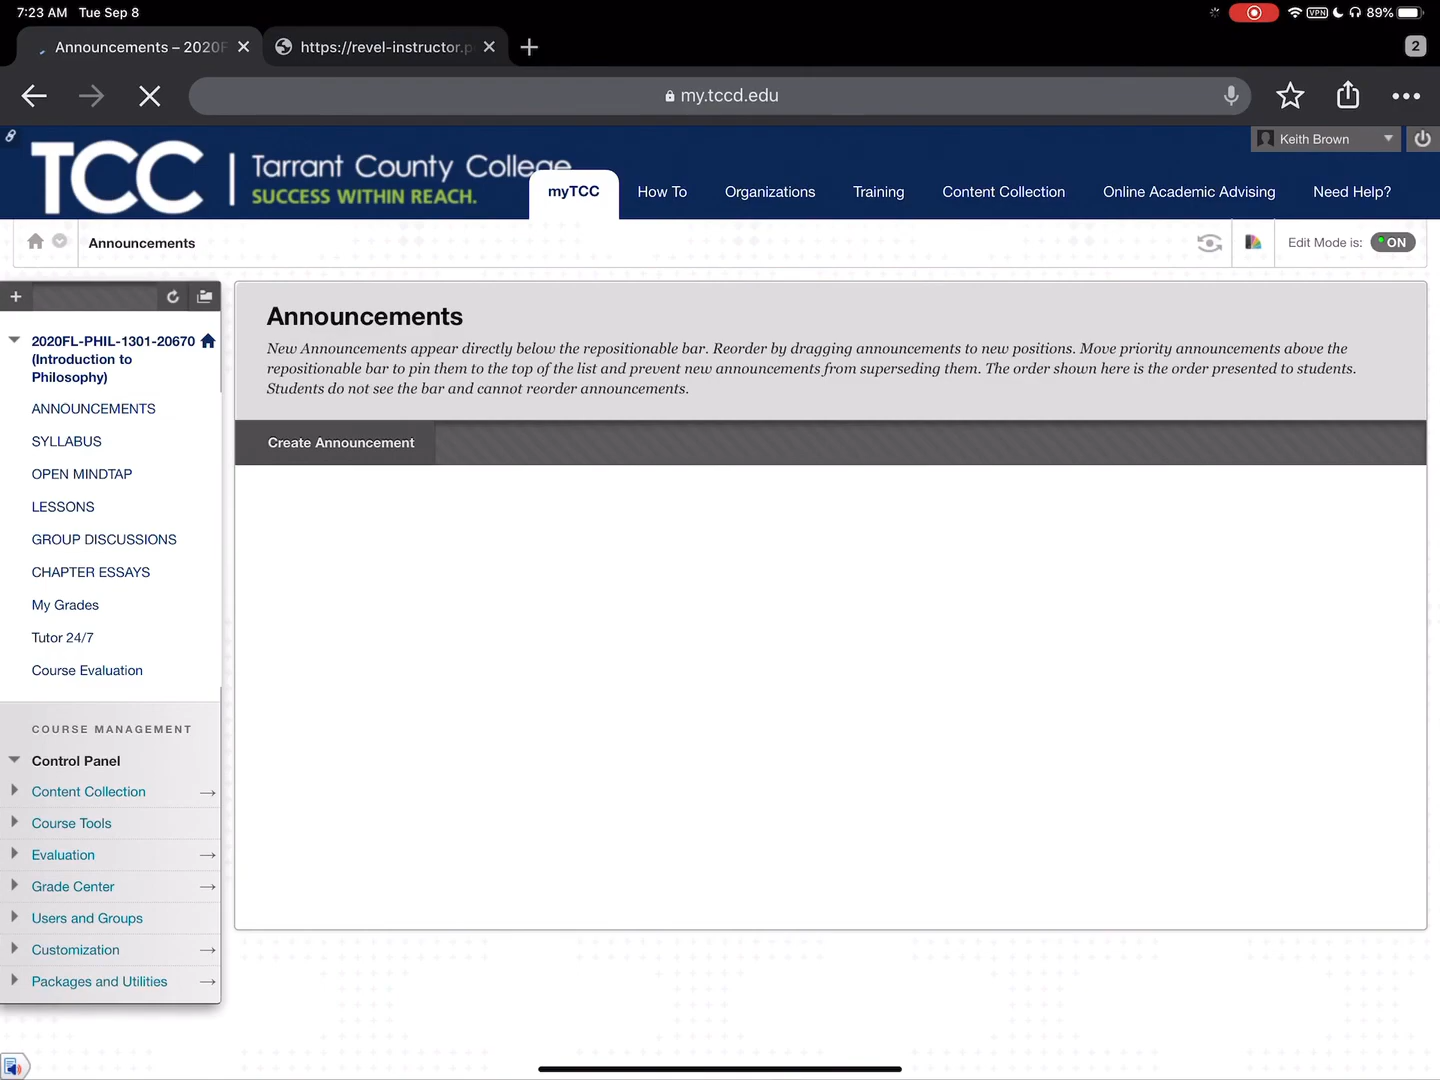 7:23 AM Tue Sep 8
VPN
89%
Announcements – 2020F
https://revel-instructor.p
2
my.tccd.edu
Keith Brown
TCC
Tarrant County College
SUCCESS WITHIN REACH.
myTCC
How To
Organizations
Training
Content Collection
Online Academic Advising
Need Help?
Announcements
Edit Mode is:
ON
2020FL-PHIL-1301-20670
(Introduction to
Philosophy)
ANNOUNCEMENTS
SYLLABUS
OPEN MINDTAP
LESSONS
GROUP DISCUSSIONS
CHAPTER ESSAYS
My Grades
Tutor 24/7
Course Evaluation
COURSE MANAGEMENT
Control Panel
Content Collection
Course Tools
Evaluation
Grade Center
Users and Groups
Customization
Packages and Utilities
Announcements
New Announcements appear directly below the repositionable bar. Reorder by dragging announcements to new positions. Move priority announcements above the
repositionable bar to pin them to the top of the list and prevent new announcements from superseding them. The order shown here is the order presented to students.
Students do not see the bar and cannot reorder announcements.
Create Announcement